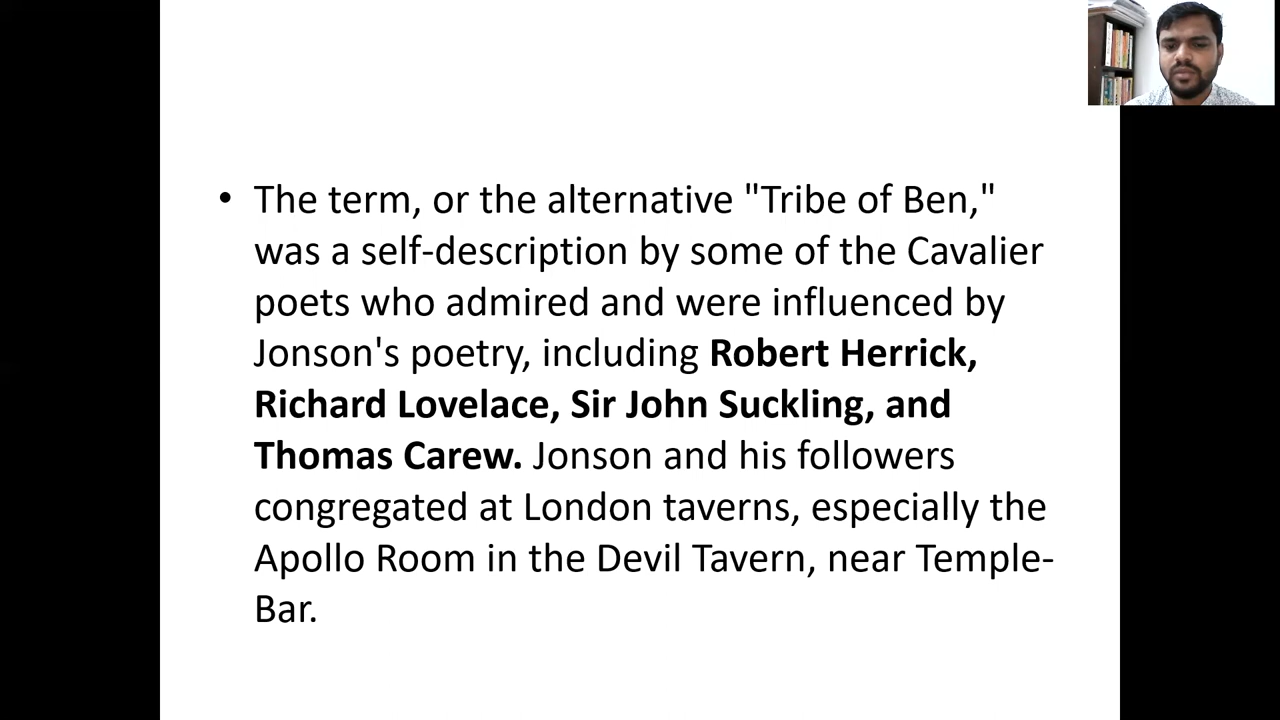 • The term, or the alternative "Tribe of Ben,"
was a self-description by some of the Cavalier
poets who admired and were influenced by
Jonson's poetry, including Robert Herrick,
Richard Lovelace, Sir John Suckling, and
Thomas Carew. Jonson and his followers
congregated at London taverns, especially the
Apollo Room in the Devil Tavern, near Temple-
Bar.